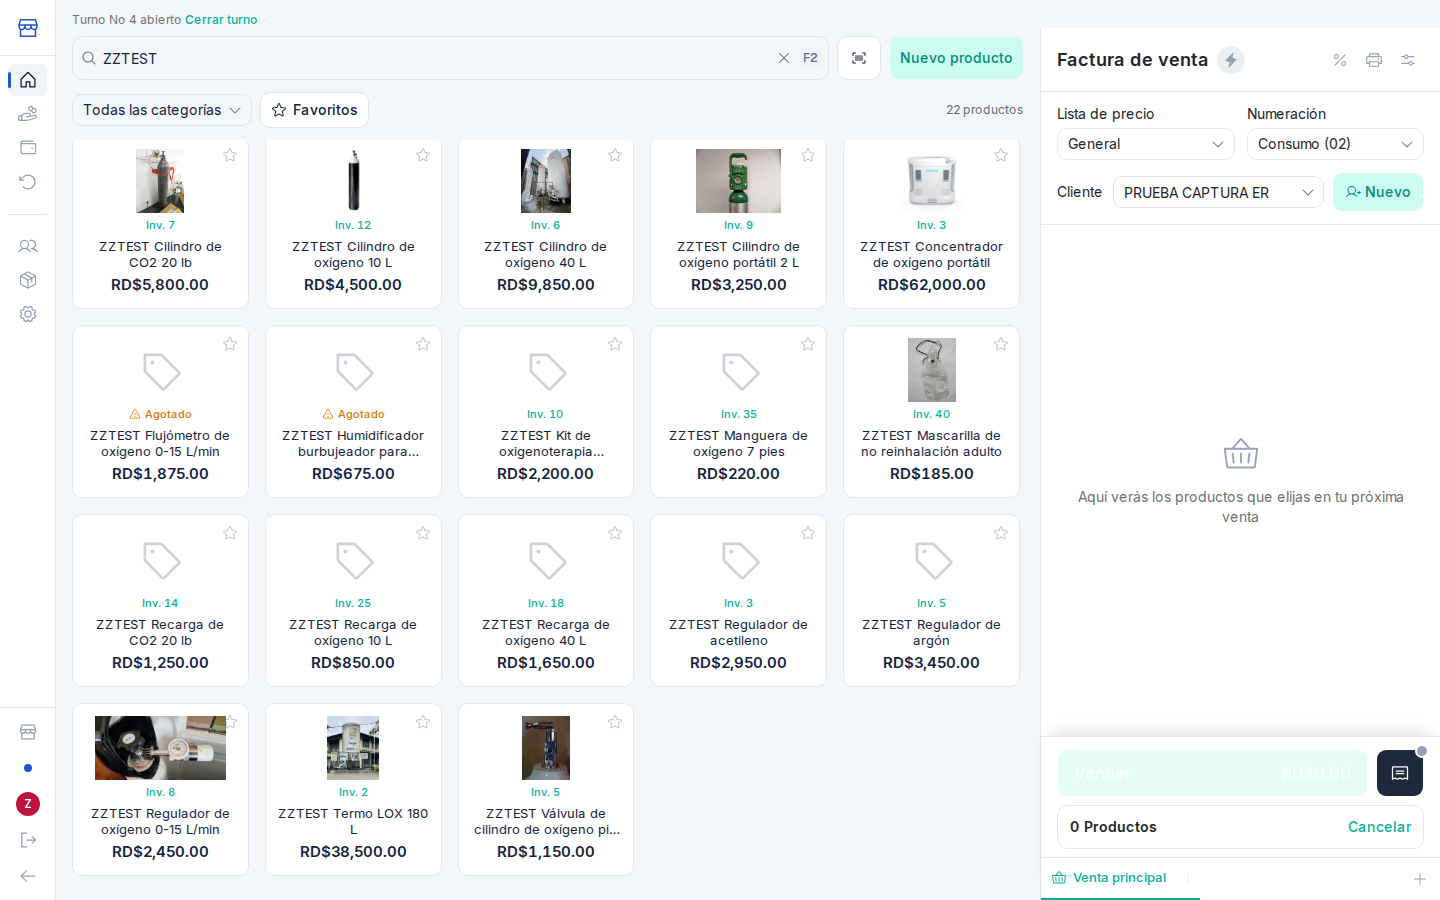 Turno No 4 abierto Cerrar turno
ZZTEST
F2
Nuevo producto
Todas las categorías
Favoritos
22 productos
Inv. 7
ZZTEST Cilindro de
CO2 20 lb
RD$5,800.00
Inv. 12
ZZTEST Cilindro de
oxígeno 10 L
RD$4,500.00
Inv. 6
ZZTEST Cilindro de
oxígeno 40 L
RD$9,850.00
Inv. 9
ZZTEST Cilindro de
oxígeno portátil 2 L
RD$3,250.00
Inv. 3
ZZTEST Concentrador
de oxígeno portátil
RD$62,000.00
Agotado
ZZTEST Flujómetro de
oxígeno 0-15 L/min
RD$1,875.00
Agotado
ZZTEST Humidificador
burbujeador para...
RD$675.00
Inv. 10
ZZTEST Kit de
oxigenoterapia...
RD$2,200.00
Inv. 35
ZZTEST Manguera de
oxígeno 7 pies
RD$220.00
Inv. 40
ZZTEST Mascarilla de
no reinhalación adulto
RD$185.00
Inv. 14
ZZTEST Recarga de
CO2 20 lb
RD$1,250.00
Inv. 25
ZZTEST Recarga de
oxígeno 10 L
RD$850.00
Inv. 18
ZZTEST Recarga de
oxígeno 40 L
RD$1,650.00
Inv. 3
ZZTEST Regulador de
acetileno
RD$2,950.00
Inv. 5
ZZTEST Regulador de
argón
RD$3,450.00
Inv. 8
ZZTEST Regulador de
oxígeno 0-15 L/min
RD$2,450.00
Inv. 2
ZZTEST Termo LOX 180
L
RD$38,500.00
Inv. 5
ZZTEST Válvula de
cilindro de oxígeno pi...
RD$1,150.00
Z
Factura de venta
Lista de precio
Numeración
General
Consumo (02)
Cliente
PRUEBA CAPTURA ER
Nuevo
Aquí verás los productos que elijas en tu próxima
venta
Vender
RD$0.00
0 Productos
Cancelar
Venta principal